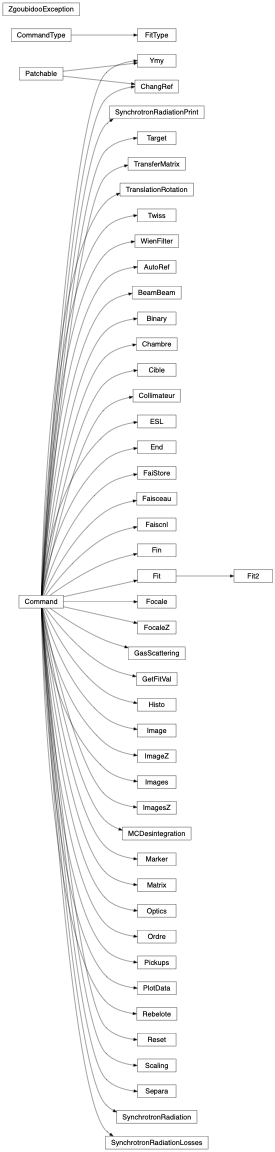 ZgoubidooException
CommandType
FitType
Ymy
Patchable
ChangRef
SynchrotronRadiationPrint
Target
TransferMatrix
TranslationRotation
Twiss
WienFilter
AutoRef
BeamBeam
Binary
Chambre
Cible
Collimateur
ESL
End
FaiStore
Faisceau
Faiscnl
Fin
Fit
Fit2
Command
Focale
FocaleZ
GasScattering
GetFitVal
Histo
Image
ImageZ
Images
ImagesZ
MCDesintegration
Marker
Matrix
Optics
Ordre
Pickups
PlotData
Rebelote
Reset
Scaling
Separa
SynchrotronRadiation
SynchrotronRadiationLosses